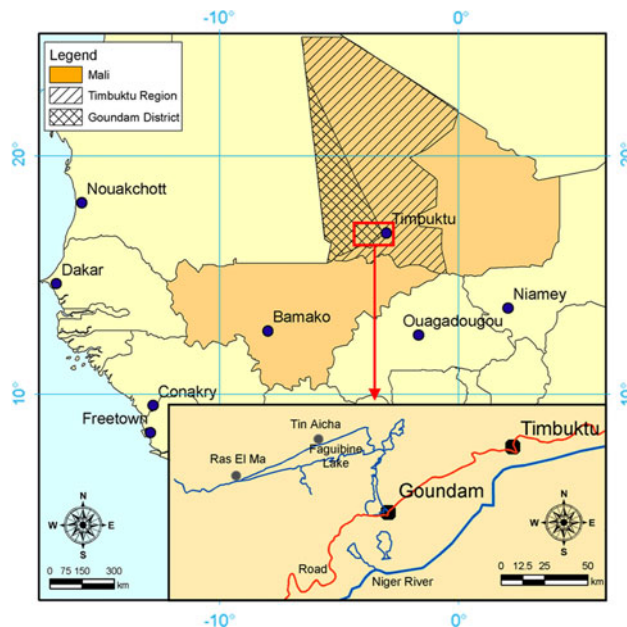 -10°
0°
Legend
Mali
Timbuktu Region
Goundam District
20°
20°
Nouakchott
Timbuktu
Dakar
Niamey
Bamako
Ouagadougou
10°
10°
Conakry
Freetown
Tin Aicha
Faguibine
Lake
Ras El Ma
Timbuktu
Goundam
Road
Niger River
N
W E
S
0 75 150 300
km
N
W E
S
0 12.5 25 50
km
-10°
0°